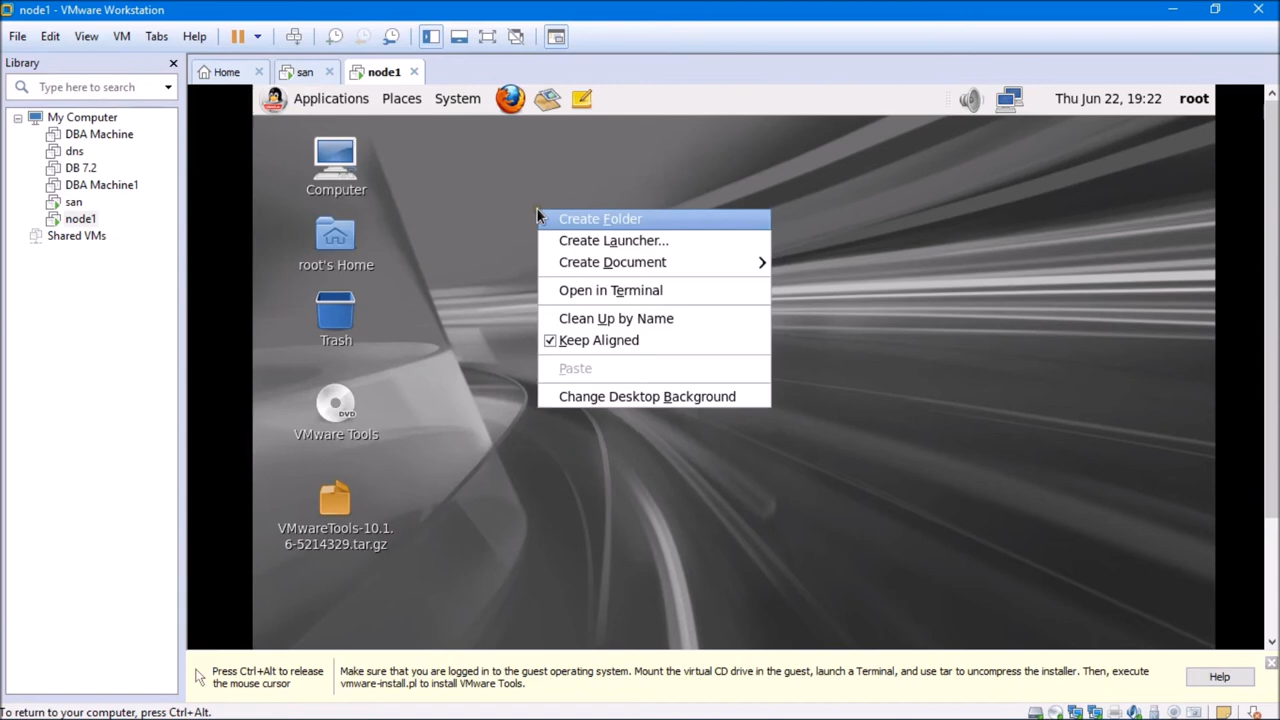 node1 - VMware Workstation
File Edit View VM Tabs Help
Library
Type here to search
My Computer
DBA Machine
dns
DB 7.2
DBA Machine1
san
node1
Shared VMs
Home
san
node1
Applications Places System
Thu Jun 22, 19:22 root
Computer
root's Home
Trash
DVD
VMware Tools
VMwareTools-10.1.
6-5214329.tar.gz
Create Folder
Create Launcher...
Create Document
Open in Terminal
Clean Up by Name
Keep Aligned
Paste
Change Desktop Background
Press Ctrl+Alt to release
the mouse cursor
Make sure that you are logged in to the guest operating system. Mount the virtual CD drive in the guest, launch a Terminal, and use tar to uncompress the installer. Then, execute
vmware-install.pl to install VMware Tools.
Help
To return to your computer, press Ctrl+Alt.